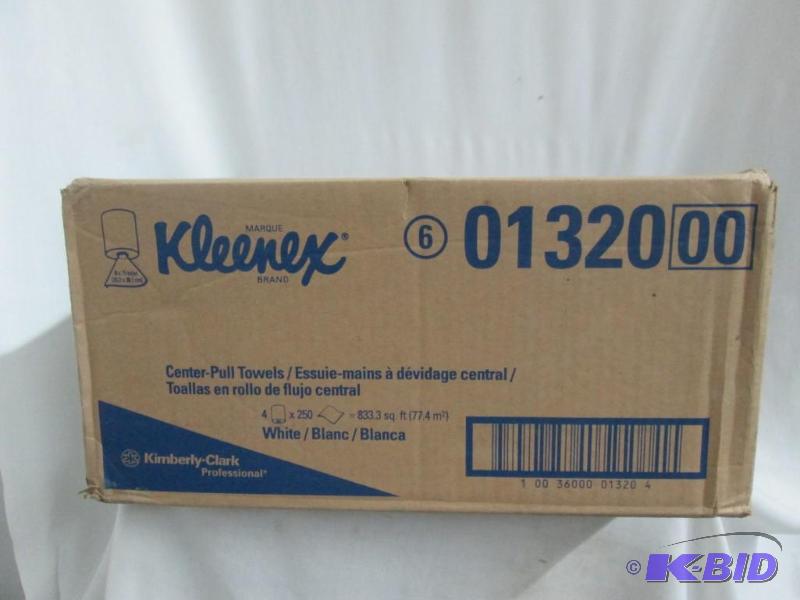 MARQUE
Kleenex®
BRAND
6 01320 00
Center-Pull Towels / Essuie-mains à dévidage central /
Toallas en rollo de flujo central
4 x 250 = 833.3 sq. ft (77.4 m²)
White / Blanc / Blanca
Kimberly-Clark
Professional*
1 00 36000 01320 4
© K-BID